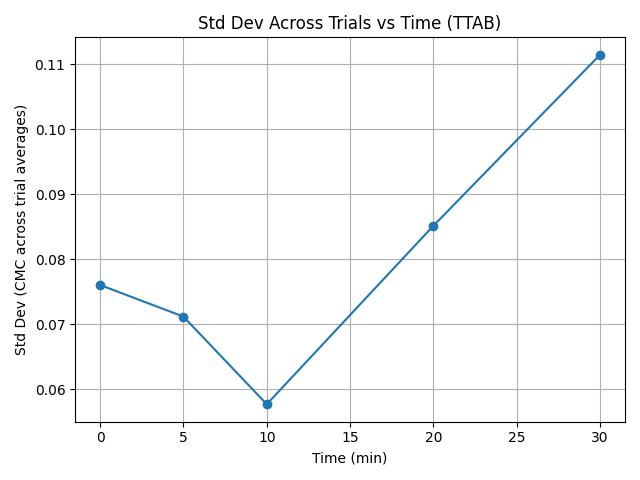 Std Dev Across Trials vs Time (TTAB)
Std Dev (CMC across trial averages)
0.11
0.10
0.09
0.08
0.07
0.06
0 5 10 15 20 25 30
Time (min)